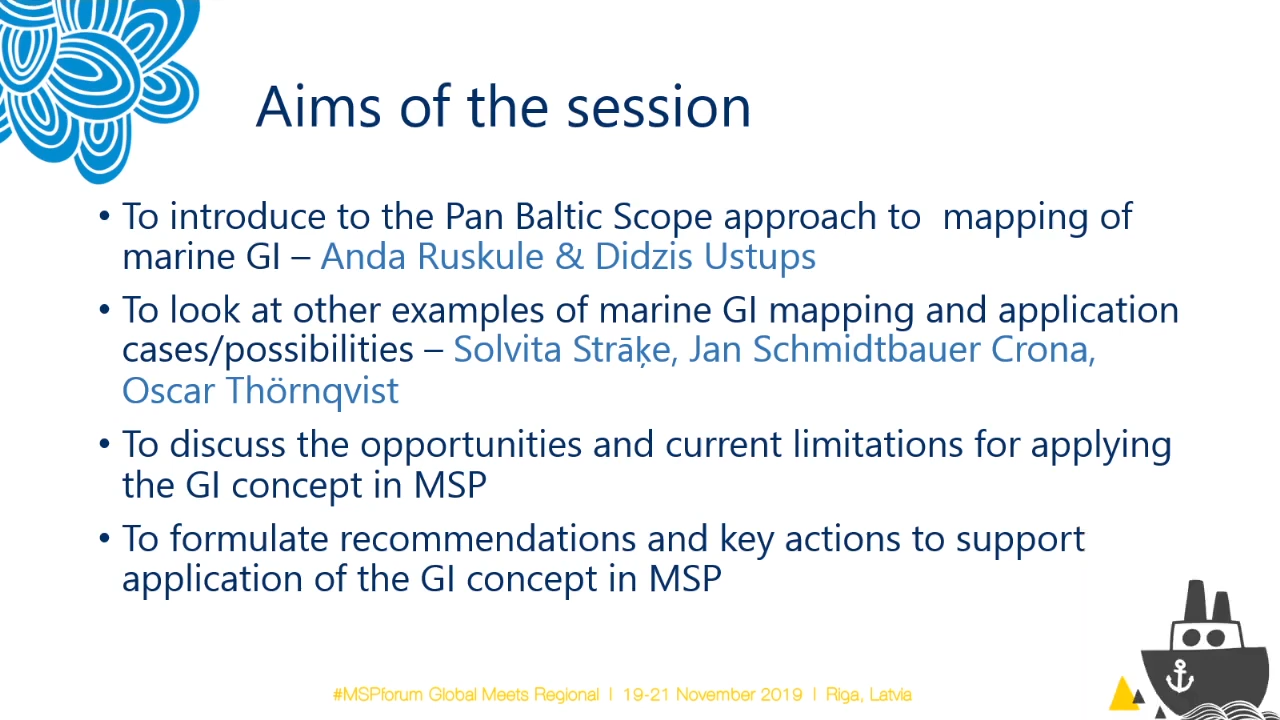 Aims of the session
• To introduce to the Pan Baltic Scope approach to  mapping of
marine GI – Anda Ruskule & Didzis Ustups
• To look at other examples of marine GI mapping and application
cases/possibilities – Solvita Strāķe, Jan Schmidtbauer Crona,
Oscar Thörnqvist
• To discuss the opportunities and current limitations for applying
the GI concept in MSP
• To formulate recommendations and key actions to support
application of the GI concept in MSP
#MSPforum Global Meets Regional | 19-21 November 2019 | Riga, Latvia